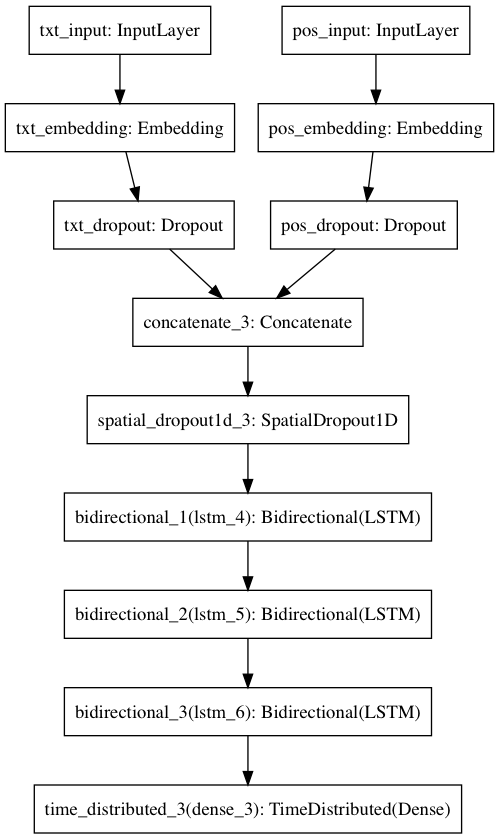 txt_input: InputLayer
pos_input: InputLayer
txt_embedding: Embedding
pos_embedding: Embedding
txt_dropout: Dropout
pos_dropout: Dropout
concatenate_3: Concatenate
spatial_dropout1d_3: SpatialDropout1D
bidirectional_1(lstm_4): Bidirectional(LSTM)
bidirectional_2(lstm_5): Bidirectional(LSTM)
bidirectional_3(lstm_6): Bidirectional(LSTM)
time_distributed_3(dense_3): TimeDistributed(Dense)